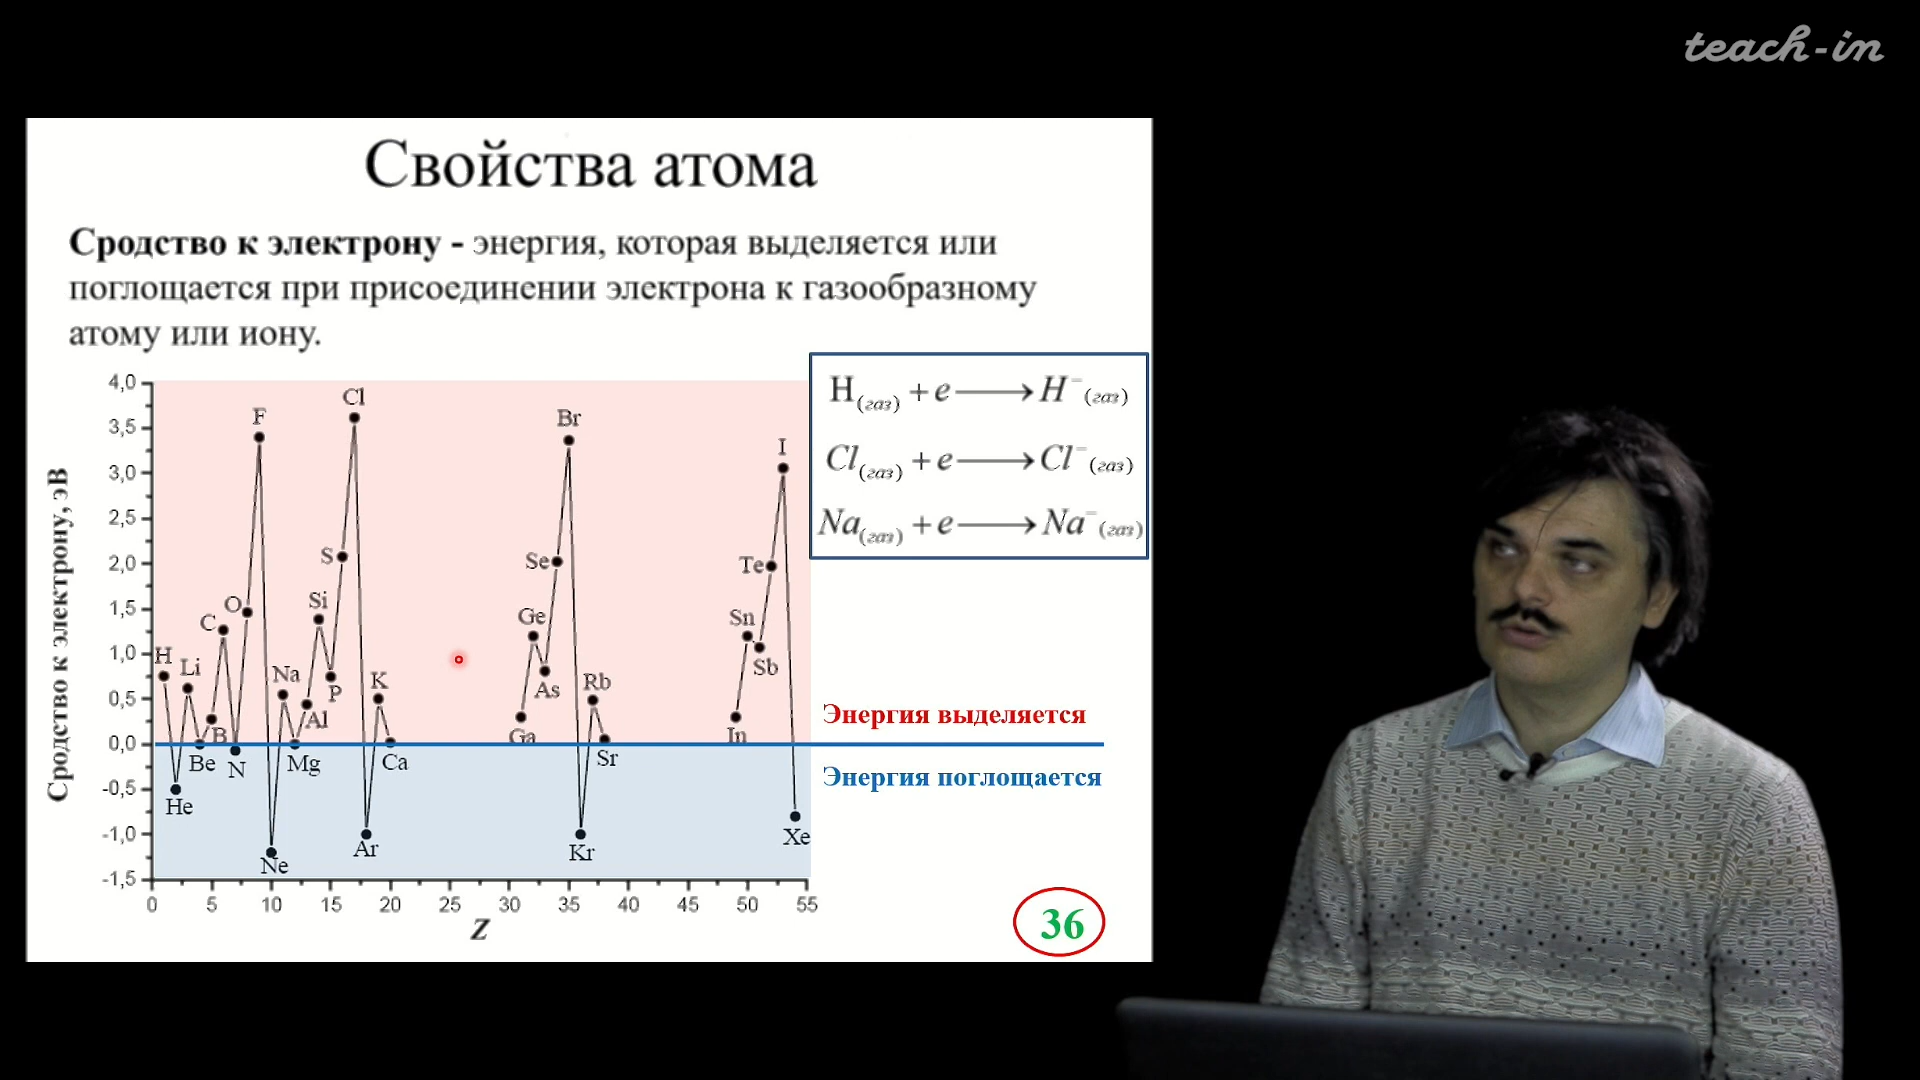 teach-in
Свойства атома
Сродство к электрону - энергия, которая выделяется или
поглощается при присоединении электрона к газообразному
атому или иону.
H(газ) + e ⟶ H⁻(газ)
Cl(газ) + e ⟶ Cl⁻(газ)
Na(газ) + e ⟶ Na⁻(газ)
Сродство к электрону, эВ
4,0
3,5
3,0
2,5
2,0
1,5
1,0
0,5
0,0
-0,5
-1,0
-1,5
H
He
Li
Be
B
C
N
O
F
Ne
Na
Mg
Al
Si
P
S
Cl
Ar
K
Ca
Ga
Ge
As
Se
Br
Kr
Rb
Sr
In
Sn
Sb
Te
I
Xe
Энергия выделяется
Энергия поглощается
0 5 10 15 20 25 30 35 40 45 50 55
Z
36